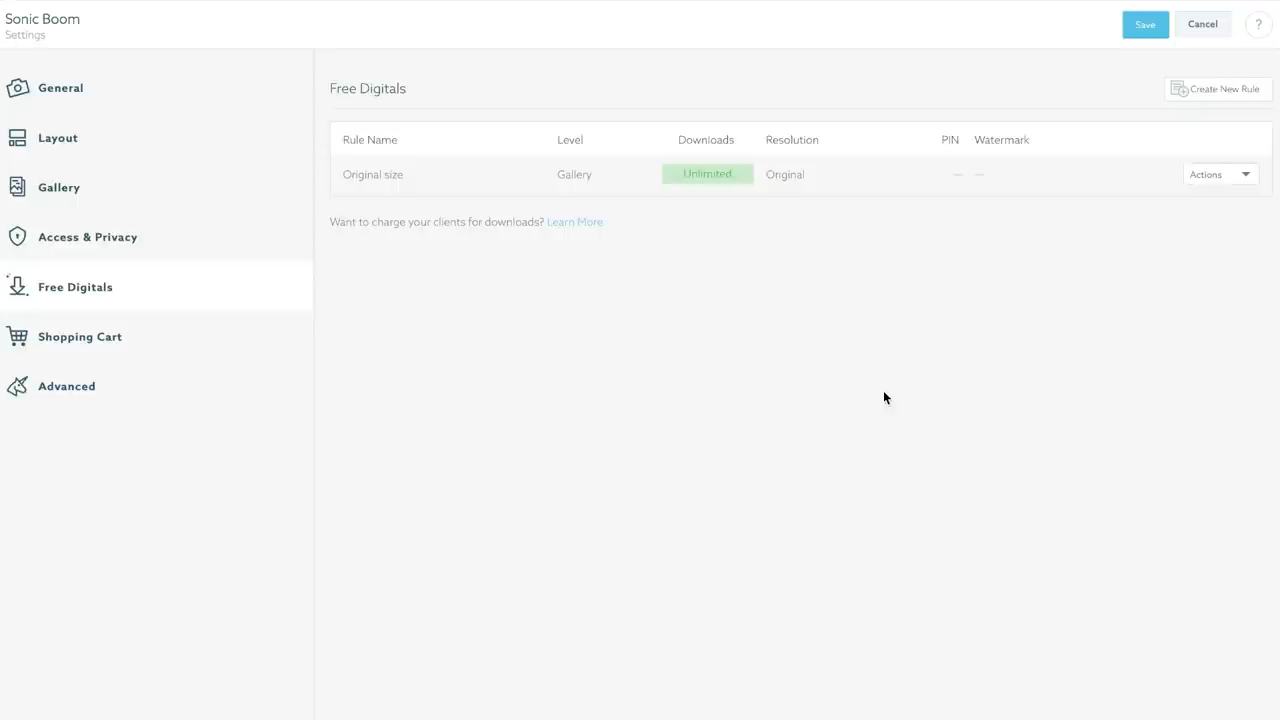 Sonic Boom
Settings
Save
Cancel
?
General
Layout
Gallery
Access & Privacy
Free Digitals
Shopping Cart
Advanced
Free Digitals
Create New Rule
Rule Name Level Downloads Resolution PIN Watermark
Original size Gallery Unlimited Original — — Actions
Want to charge your clients for downloads? Learn More